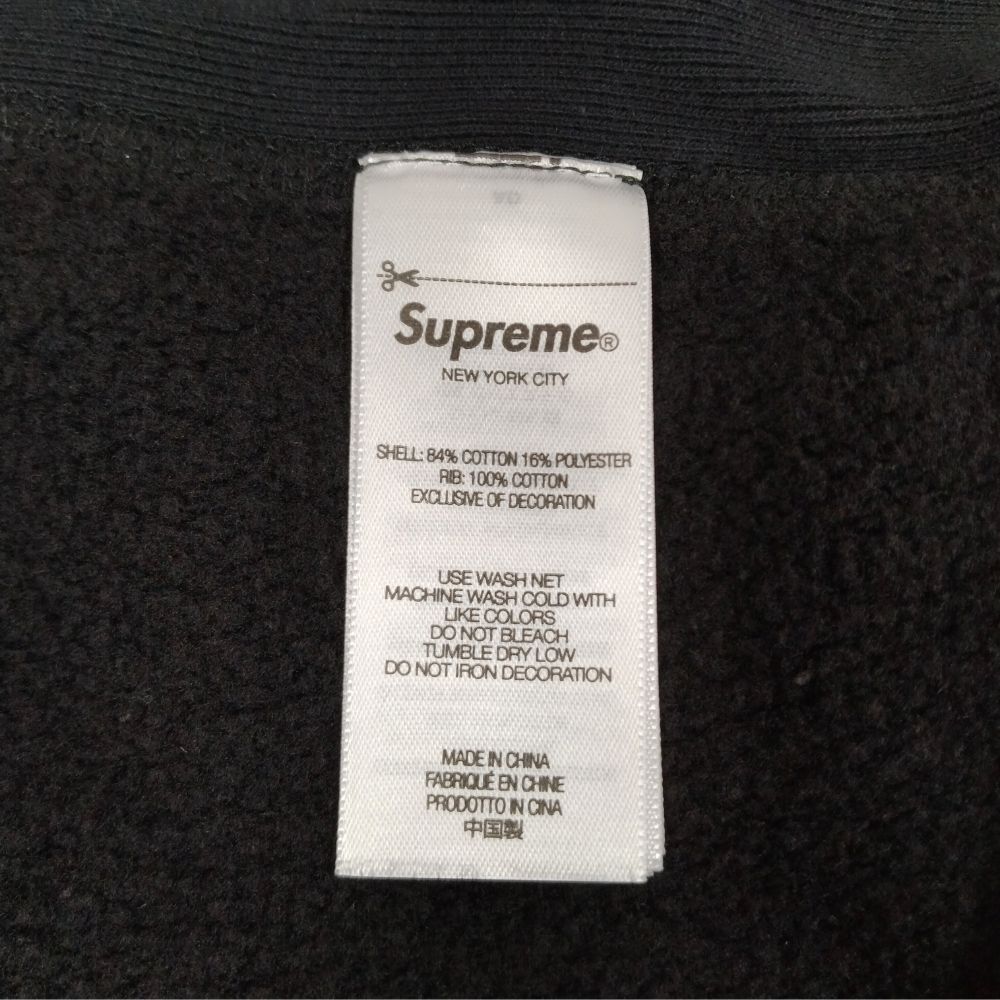 Supreme®
NEW YORK CITY
SHELL: 84% COTTON 16% POLYESTER
RIB: 100% COTTON
EXCLUSIVE OF DECORATION
USE WASH NET
MACHINE WASH COLD WITH
LIKE COLORS
DO NOT BLEACH
TUMBLE DRY LOW
DO NOT IRON DECORATION
MADE IN CHINA
FABRIQUÉ EN CHINE
PRODOTTO IN CINA
中国製